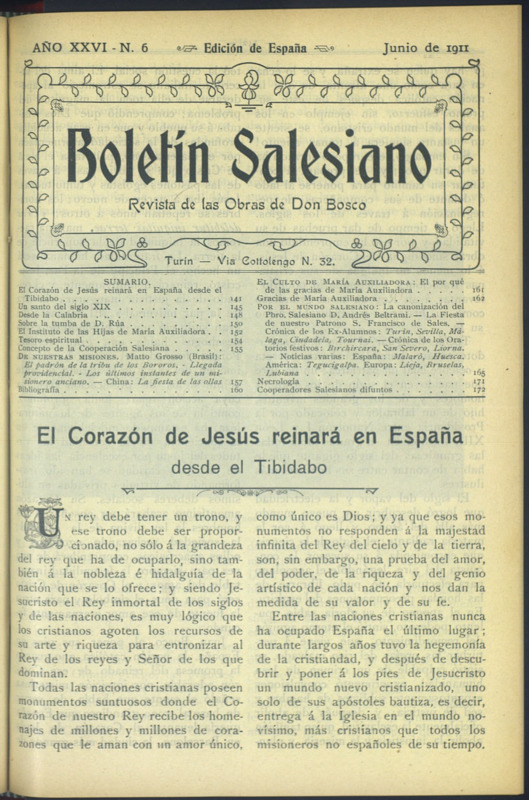 AÑO XXVI - N. 6
Edición de España
Junio de 1911
Boletín Salesiano
Revista de las Obras de Don Bosco
Turín — Via Cottolengo N. 32.
SUMARIO.
El Corazón de Jesús reinará en España desde el
Tibidabo . . . . . . . . . . . . 141
Un santo del siglo XIX . . . . . . . 145
Desde la Calabria . . . . . . . . . 148
Sobre la tumba de D. Rúa . . . . . . 150
El Instituto de las Hijas de María Auxiliadora . . 152
Tesoro espiritual . . . . . . . . . 154
Concepto de la Cooperación Salesiana . . . . 155
DE NUESTRAS MISIONES. Matto Grosso (Brasil):
El padrón de la tribu de los Bororos. - Llegada
providencial. - Los últimos instantes de un mi-
sionero anciano. — China: La fiesta de las ollas 157
Bibliografía . . . . . . . . . . . 160
EL CULTO DE MARÍA AUXILIADORA: El por qué
de las gracias de María Auxiliadora . . . . 161
Gracias de María Auxiliadora . . . . . . 162
POR EL MUNDO SALESIANO: La canonización del
Pbro. Salesiano D. Andrés Beltrami. — La Fiesta
de nuestro Patrono S. Francisco de Sales. —
Crónica de los Ex-Alumnos: Turín, Sevilla, Má-
laga, Ciudadela, Tournai. — Crónica de los Ora-
torios festivos: Birchircara, San Severo, Liorna.
— Noticias varias: España: Mataró, Huesca.
América: Tegucigalpa. Europa: Lieja, Bruselas,
Lubiana . . . . . . . . . . . . 165
Necrología . . . . . . . . . . . 171
Cooperadores Salesianos difuntos . . . . . 172
El Corazón de Jesús reinará en España
desde el Tibidabo
UN rey debe tener un trono, y
ese trono debe ser propor-
cionado, no sólo á la grandeza
del rey que ha de ocuparlo, sino tam-
bién á la nobleza é hidalguía de la
nación que se lo ofrece; y siendo Je-
sucristo el Rey inmortal de los siglos
y de las naciones, es muy lógico que
los cristianos agoten los recursos de
su arte y riqueza para entronizar al
Rey de los reyes y Señor de los que
dominan.
Todas las naciones cristianas poseen
monumentos suntuosos donde el Co-
razón de nuestro Rey recibe los home-
najes de millones y millones de cora-
zones que le aman con un amor único,
como único es Dios; y ya que esos mo-
numentos no responden á la majestad
infinita del Rey del cielo y de la tierra,
son, sin embargo, una prueba del amor,
del poder, de la riqueza y del genio
artístico de cada nación y nos dan la
medida de su valor y de su fe.
Entre las naciones cristianas nunca
ha ocupado España el último lugar;
durante largos años tuvo la hegemonía
de la cristiandad, y después de descu-
brir y poner á los pies de Jesucristo
un mundo nuevo cristianizado, uno
solo de sus apóstoles bautiza, es decir,
entrega á la Iglesia en el mundo no-
vísimo, más cristianos que todos los
misioneros no españoles de su tiempo.